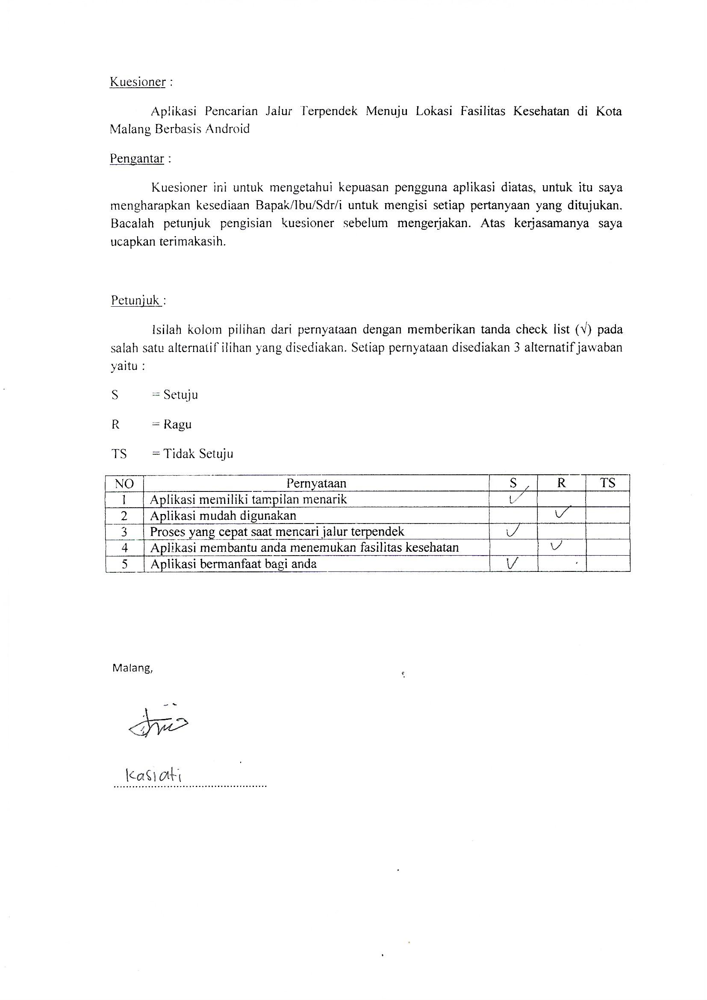 Kuesioner :
Aplikasi Pencarian Jalur Terpendek Menuju Lokasi Fasilitas Kesehatan di Kota
Malang Berbasis Android
Pengantar :
Kuesioner ini untuk mengetahui kepuasan pengguna aplikasi diatas, untuk itu saya
mengharapkan kesediaan Bapak/Ibu/Sdr/i untuk mengisi setiap pertanyaan yang ditujukan.
Bacalah petunjuk pengisian kuesioner sebelum mengerjakan. Atas kerjasamanya saya
ucapkan terimakasih.
Petunjuk :
Isilah kolom pilihan dari pernyataan dengan memberikan tanda check list (√) pada
salah satu alternatif ilihan yang disediakan. Setiap pernyataan disediakan 3 alternatif jawaban
yaitu :
S = Setuju
R = Ragu
TS = Tidak Setuju
NO Pernyataan S R TS
1 Aplikasi memiliki tampilan menarik √
2 Aplikasi mudah digunakan √
3 Proses yang cepat saat mencari jalur terpendek √
4 Aplikasi membantu anda menemukan fasilitas kesehatan √
5 Aplikasi bermanfaat bagi anda √
Malang,
Kasiati